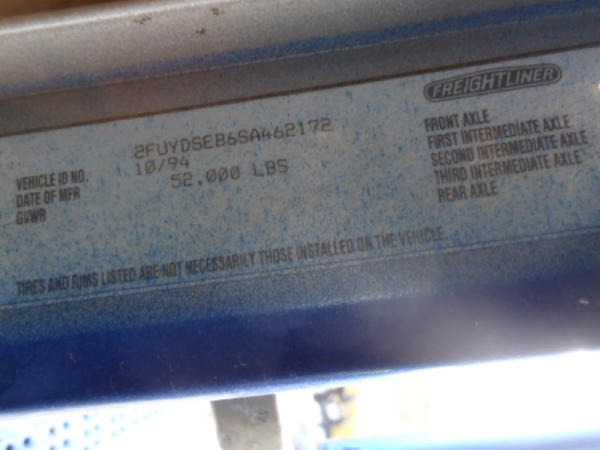 FREIGHTLINER
VEHICLE ID NO. 2FUYDSEB6SA462172
DATE OF MFR 10/94
GVWR 52,000 LBS
FRONT AXLE
FIRST INTERMEDIATE AXLE
SECOND INTERMEDIATE AXLE
THIRD INTERMEDIATE AXLE
REAR AXLE
TIRES AND RIMS LISTED ARE NOT NECESSARILY THOSE INSTALLED ON THE VEHICLE.